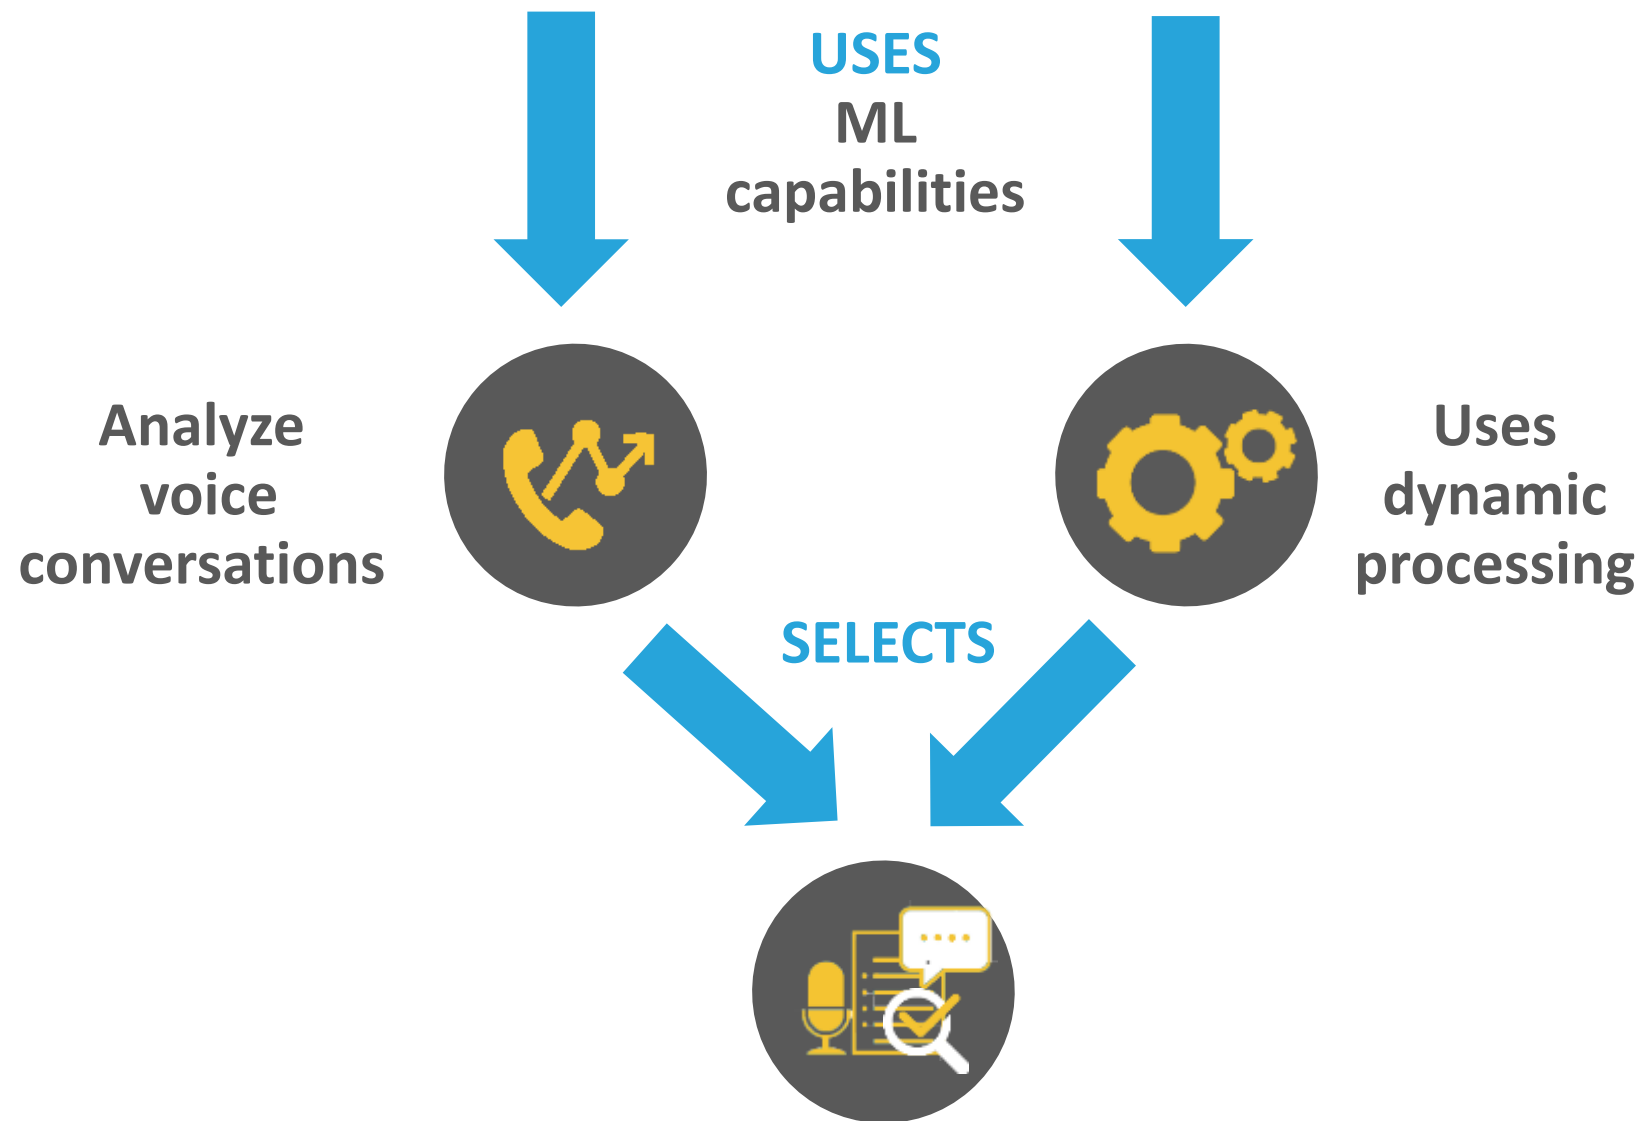 USES
ML
capabilities
Analyze
voice
conversations
Uses
dynamic
processing
SELECTS